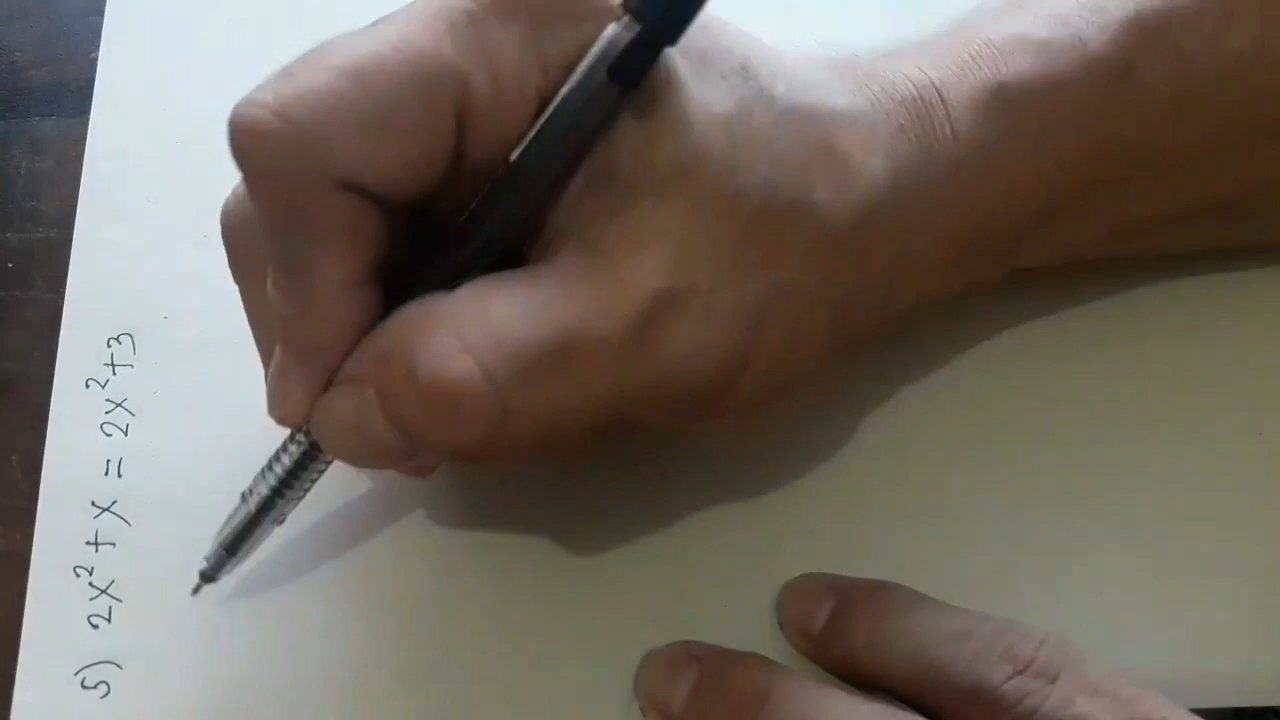 5) 2x² + x = 2x² + 3